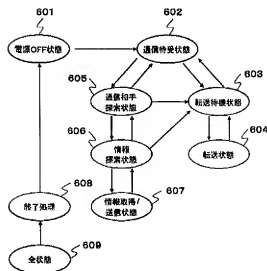 601
602
電源OFF状態
通信待受状態
605
603
通信相手
探索状態
転送待機状態
606
604
情報
探索状態
転送状態
608
607
終了処理
情報取得/
送信状態
609
全状態